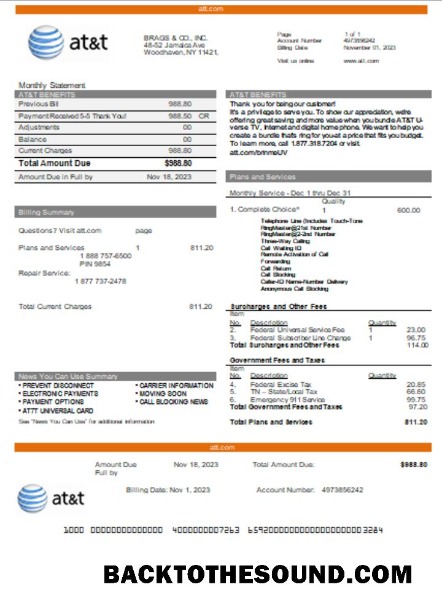 att.com
at&t
BRAGS & CO., INC.
48-52 Jamaica Ave
Woodhaven, NY 11421,
Page 1 of 1
Account Number 4973856242
Billing Date November 01, 2023
Visit us online www.att.com
Monthly Statement
AT&T BENEFITS
Previous Bill 988.80
Payment Received 5-5 Thank You! 988.50 CR
Adjustments 00
Balance 00
Current Charges 988.80
Total Amount Due $988.80
Amount Due in Full by Nov 18, 2023
Billing Summary
Questions? Visit att.com page
Plans and Services 1 811.20
1 888 757-6500
PIN 9854
Repair Service:
1 877 737-2478
Total Current Charges 811.20
News You Can Use Summary
• PREVENT DISCONNECT
• ELECTRONIC PAYMENTS
• PAYMENT OPTIONS
• AT7T UNIVERSAL CARD
• CARRIER INFORMATION
• MOVING SOON
• CALL BLOCKING NEWS
See "News You Can Use" for additional information
AT&T BENEFITS
Thank you for being our customer!
It's a privilege to serve you. To show our appreciation, we're
offering great saving and more value when you bundle AT&T U-
verse TV, Internet and digital home phone. We want to help you
create a bundle that's ring for you at a price that fits you budget.
To learn more, call 1.877.318.7204 or visit
att.com/brinmeUV
Plans and Services
Monthly Service - Dec 1 thru Dec 31
Quality
1. Complete Choice® 1 600.00
Telephone Line (Includes Touch-Tone
RingMaster@21st Number
RingMaster@2-2nd Number
Three-Way Calling
Call Waiting ID
Remote Activation of Call
Forwarding
Call Return
Call Blocking
Caller-ID Name-Number Delivery
Anonymous Call Blocking
Surcharges and Other Fees
Item
No. Description Quantity
2. Federal Universal Service Fee 1 23.00
3. Federal Subscriber Line Change 1 96.75
Total Surcharges and Other Fees 114.00
Government Fees and Taxes
Item
No. Description Quantity
4. Federal Excise Tax 20.85
5. TN – State/Local Tax 66.60
6. Emergency 911 Service 99.75
Total Government Fees and Taxes 97.20
Total Plans and Services 811.20
att.com
Amount Due Nov 18, 2023 Total Amount Due: $988.80
Full by
at&t
Billing Date: Nov 1, 2023 Account Number: 4973856242
BACKTOTHESOUND.COM